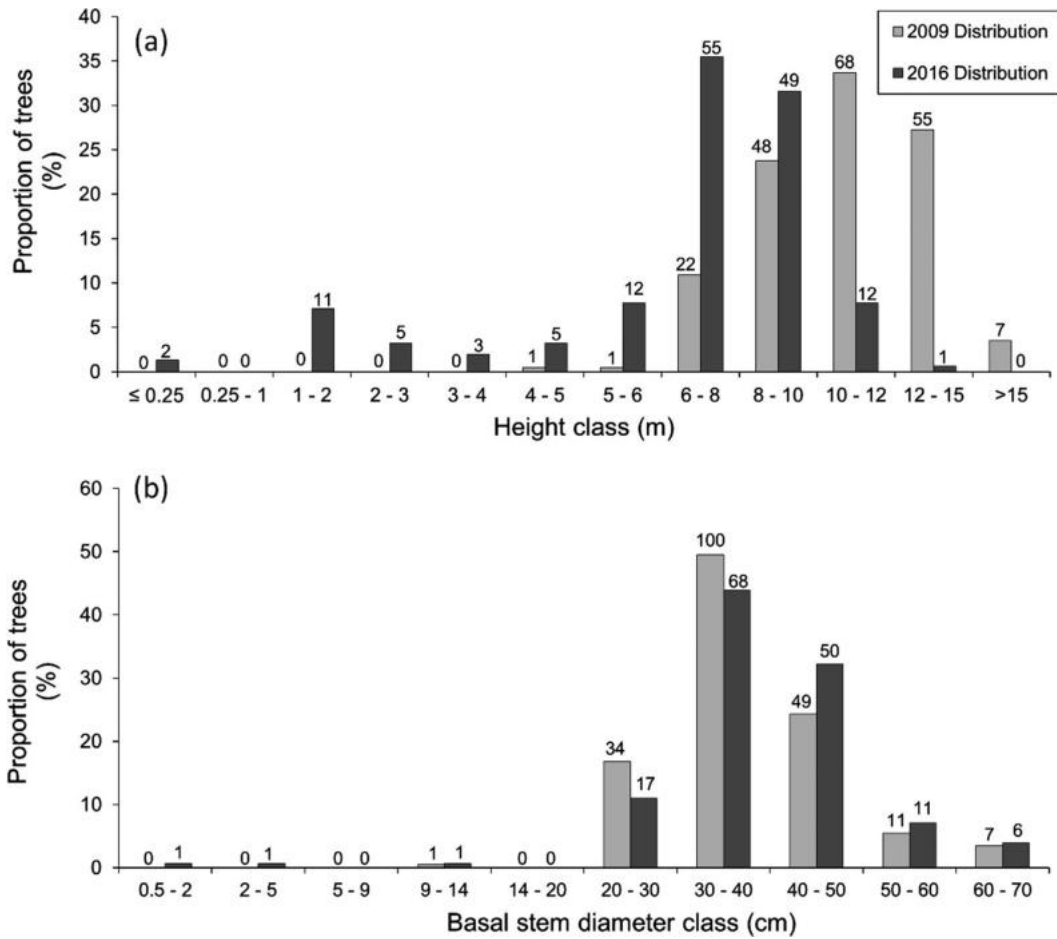 (a)
2009 Distribution
2016 Distribution
Proportion of trees
(%)
40
35
30
25
20
15
10
5
0
0 2 0 0 0 11 0 5 0 3 1 5 1 12 22 55 48 49 68 12 55 1 7 0
≤ 0.25 0.25 - 1 1 - 2 2 - 3 3 - 4 4 - 5 5 - 6 6 - 8 8 - 10 10 - 12 12 - 15 >15
Height class (m)
(b)
Proportion of trees
(%)
60
50
40
30
20
10
0
0 1 0 1 0 0 1 1 0 0 34 17 100 68 49 50 11 11 7 6
0.5 - 2 2 - 5 5 - 9 9 - 14 14 - 20 20 - 30 30 - 40 40 - 50 50 - 60 60 - 70
Basal stem diameter class (cm)